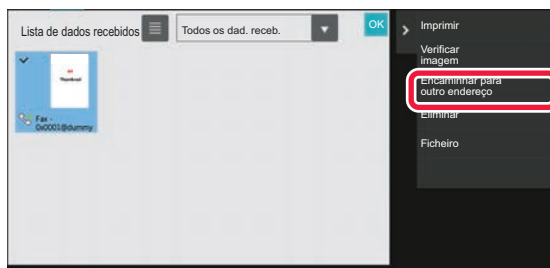 Lista de dados recebidos
Todos os dad. receb.
OK
Thumbnail
Fax -
0x0001@dummy
Imprimir
Verificar
imagem
Encaminhar para
outro endereço
Eliminar
Ficheiro